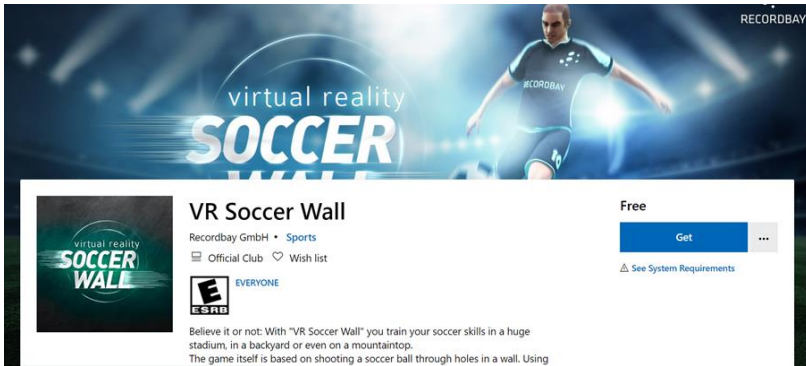 RECORDBAY
virtual reality
SOCCER
WALL
RECORDBAY
VR Soccer Wall
Free
Recordbay GmbH • Sports
Get ...
Official Club Wish list
See System Requirements
virtual reality
SOCCER
WALL
E
ESRB
EVERYONE
Believe it or not: With "VR Soccer Wall" you train your soccer skills in a huge
stadium, in a backyard or even on a mountaintop.
The game itself is based on shooting a soccer ball through holes in a wall. Using